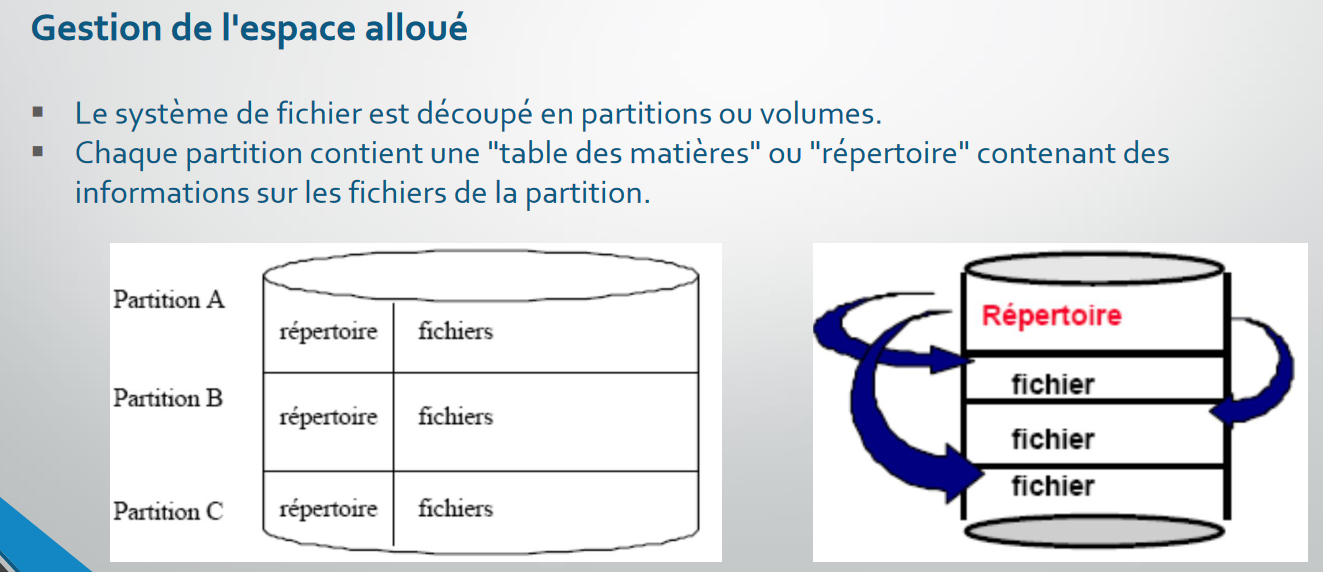 Gestion de l'espace alloué
▪ Le système de fichier est découpé en partitions ou volumes.
▪ Chaque partition contient une "table des matières" ou "répertoire" contenant des
informations sur les fichiers de la partition.
Partition A
répertoire fichiers
Partition B
répertoire fichiers
Partition C
répertoire fichiers
Répertoire
fichier
fichier
fichier